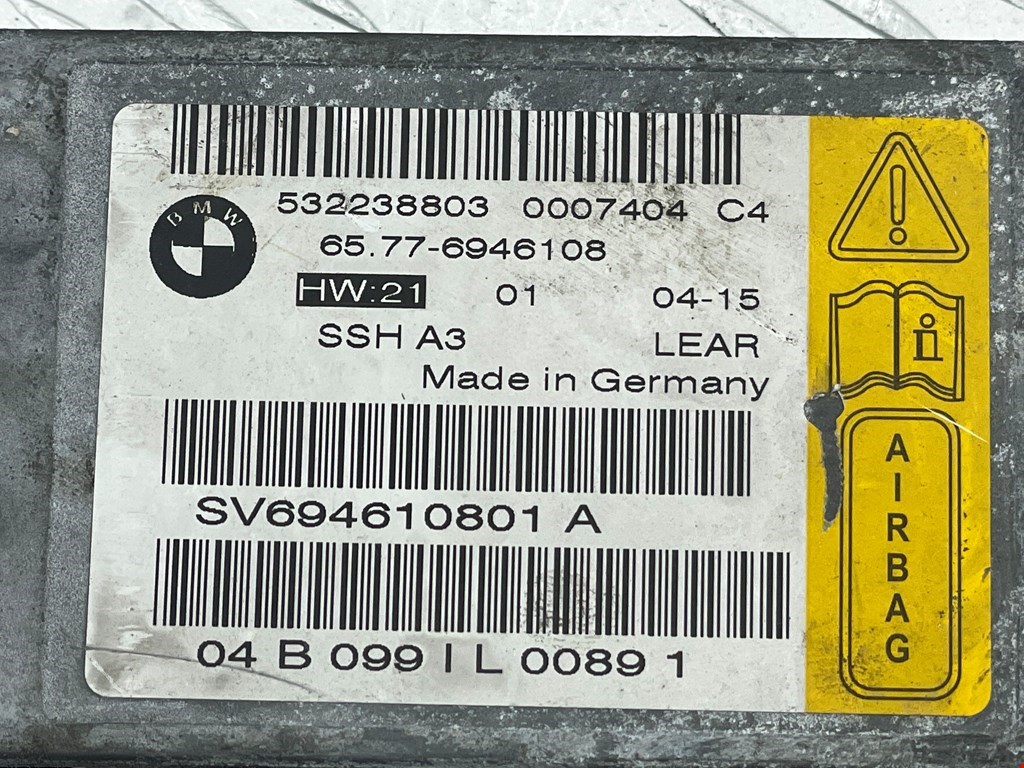 532238803 0007404 C4
BMW
65.77-6946108
HW:21 01 04-15
SSH A3 LEAR
Made in Germany
SV694610801 A
04 B 099 I L 0089 1
i
AIRBAG